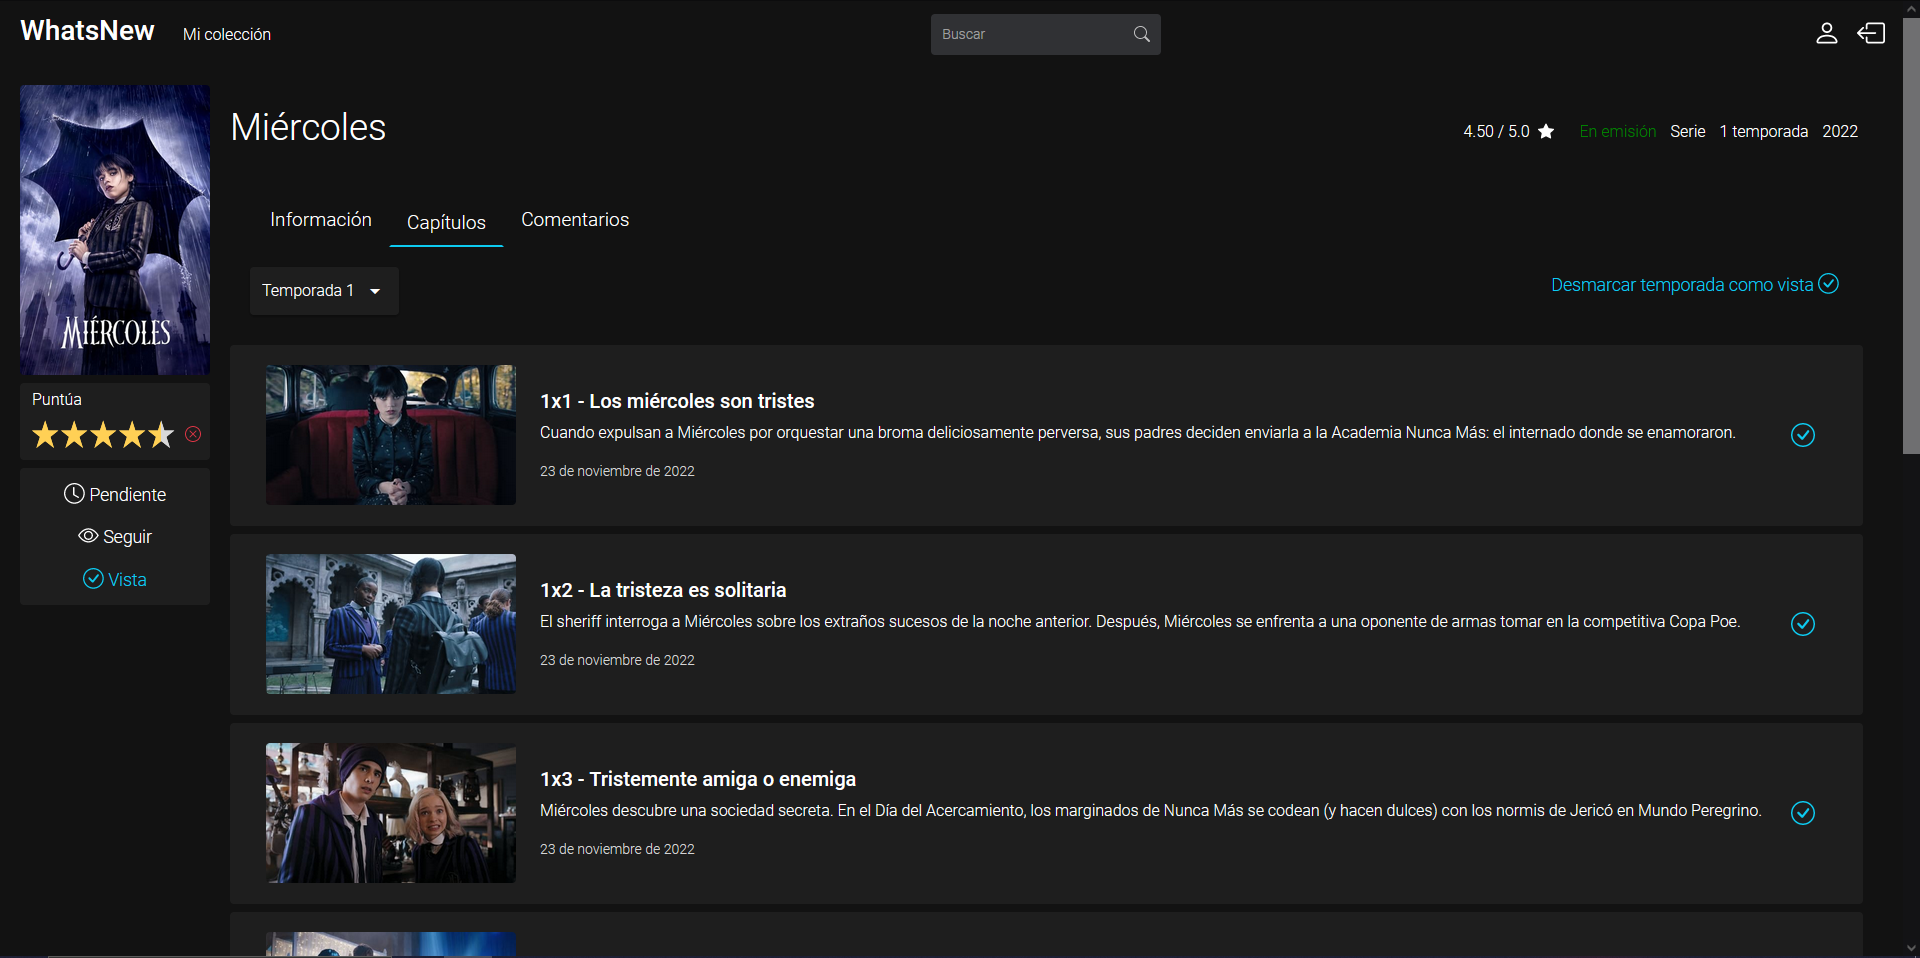 WhatsNew
Mi colección
Buscar
MIÉRCOLES
Puntúa
Pendiente
Seguir
Vista
Miércoles
4.50 / 5.0
En emisión
Serie
1 temporada
2022
Información
Capítulos
Comentarios
Temporada 1
Desmarcar temporada como vista
1x1 - Los miércoles son tristes
Cuando expulsan a Miércoles por orquestar una broma deliciosamente perversa, sus padres deciden enviarla a la Academia Nunca Más: el internado donde se enamoraron.
23 de noviembre de 2022
1x2 - La tristeza es solitaria
El sheriff interroga a Miércoles sobre los extraños sucesos de la noche anterior. Después, Miércoles se enfrenta a una oponente de armas tomar en la competitiva Copa Poe.
23 de noviembre de 2022
1x3 - Tristemente amiga o enemiga
Miércoles descubre una sociedad secreta. En el Día del Acercamiento, los marginados de Nunca Más se codean (y hacen dulces) con los normis de Jericó en Mundo Peregrino.
23 de noviembre de 2022